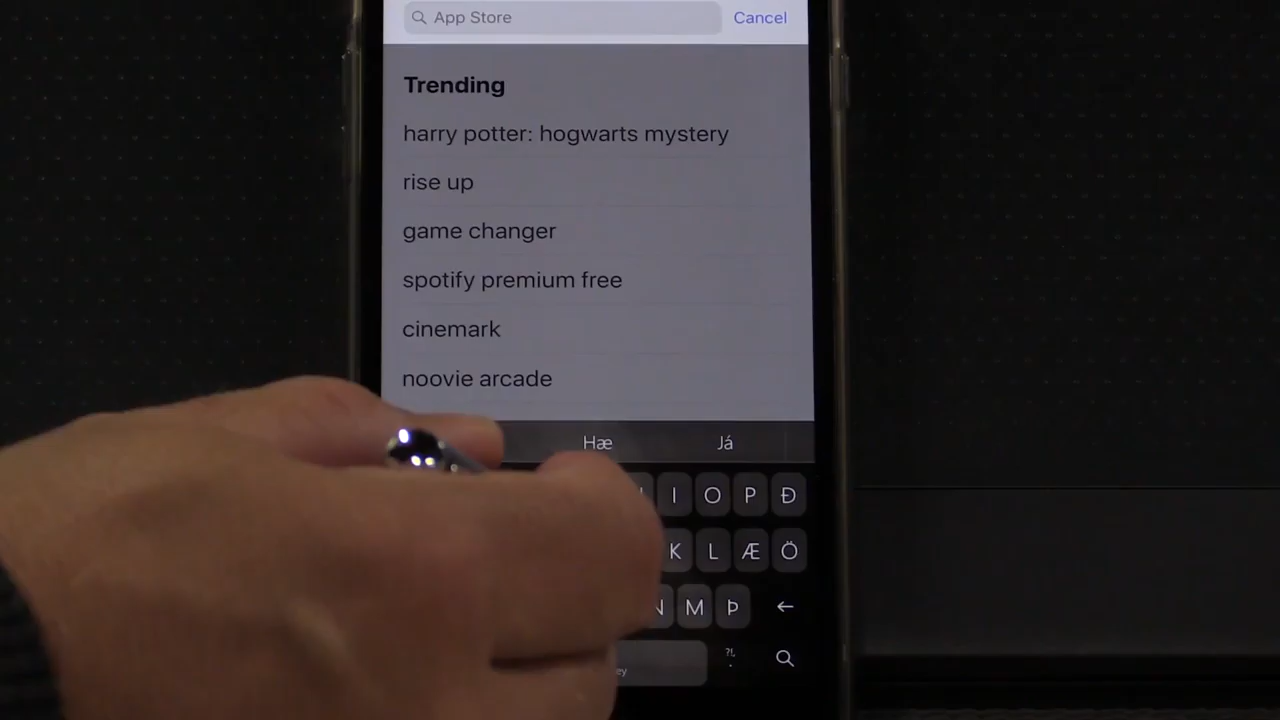 App Store Cancel
Trending
harry potter: hogwarts mystery
rise up
game changer
spotify premium free
cinemark
noovie arcade
Hæ Já
I O P Ð
K L Æ Ö
N M Þ ←
?!,
.